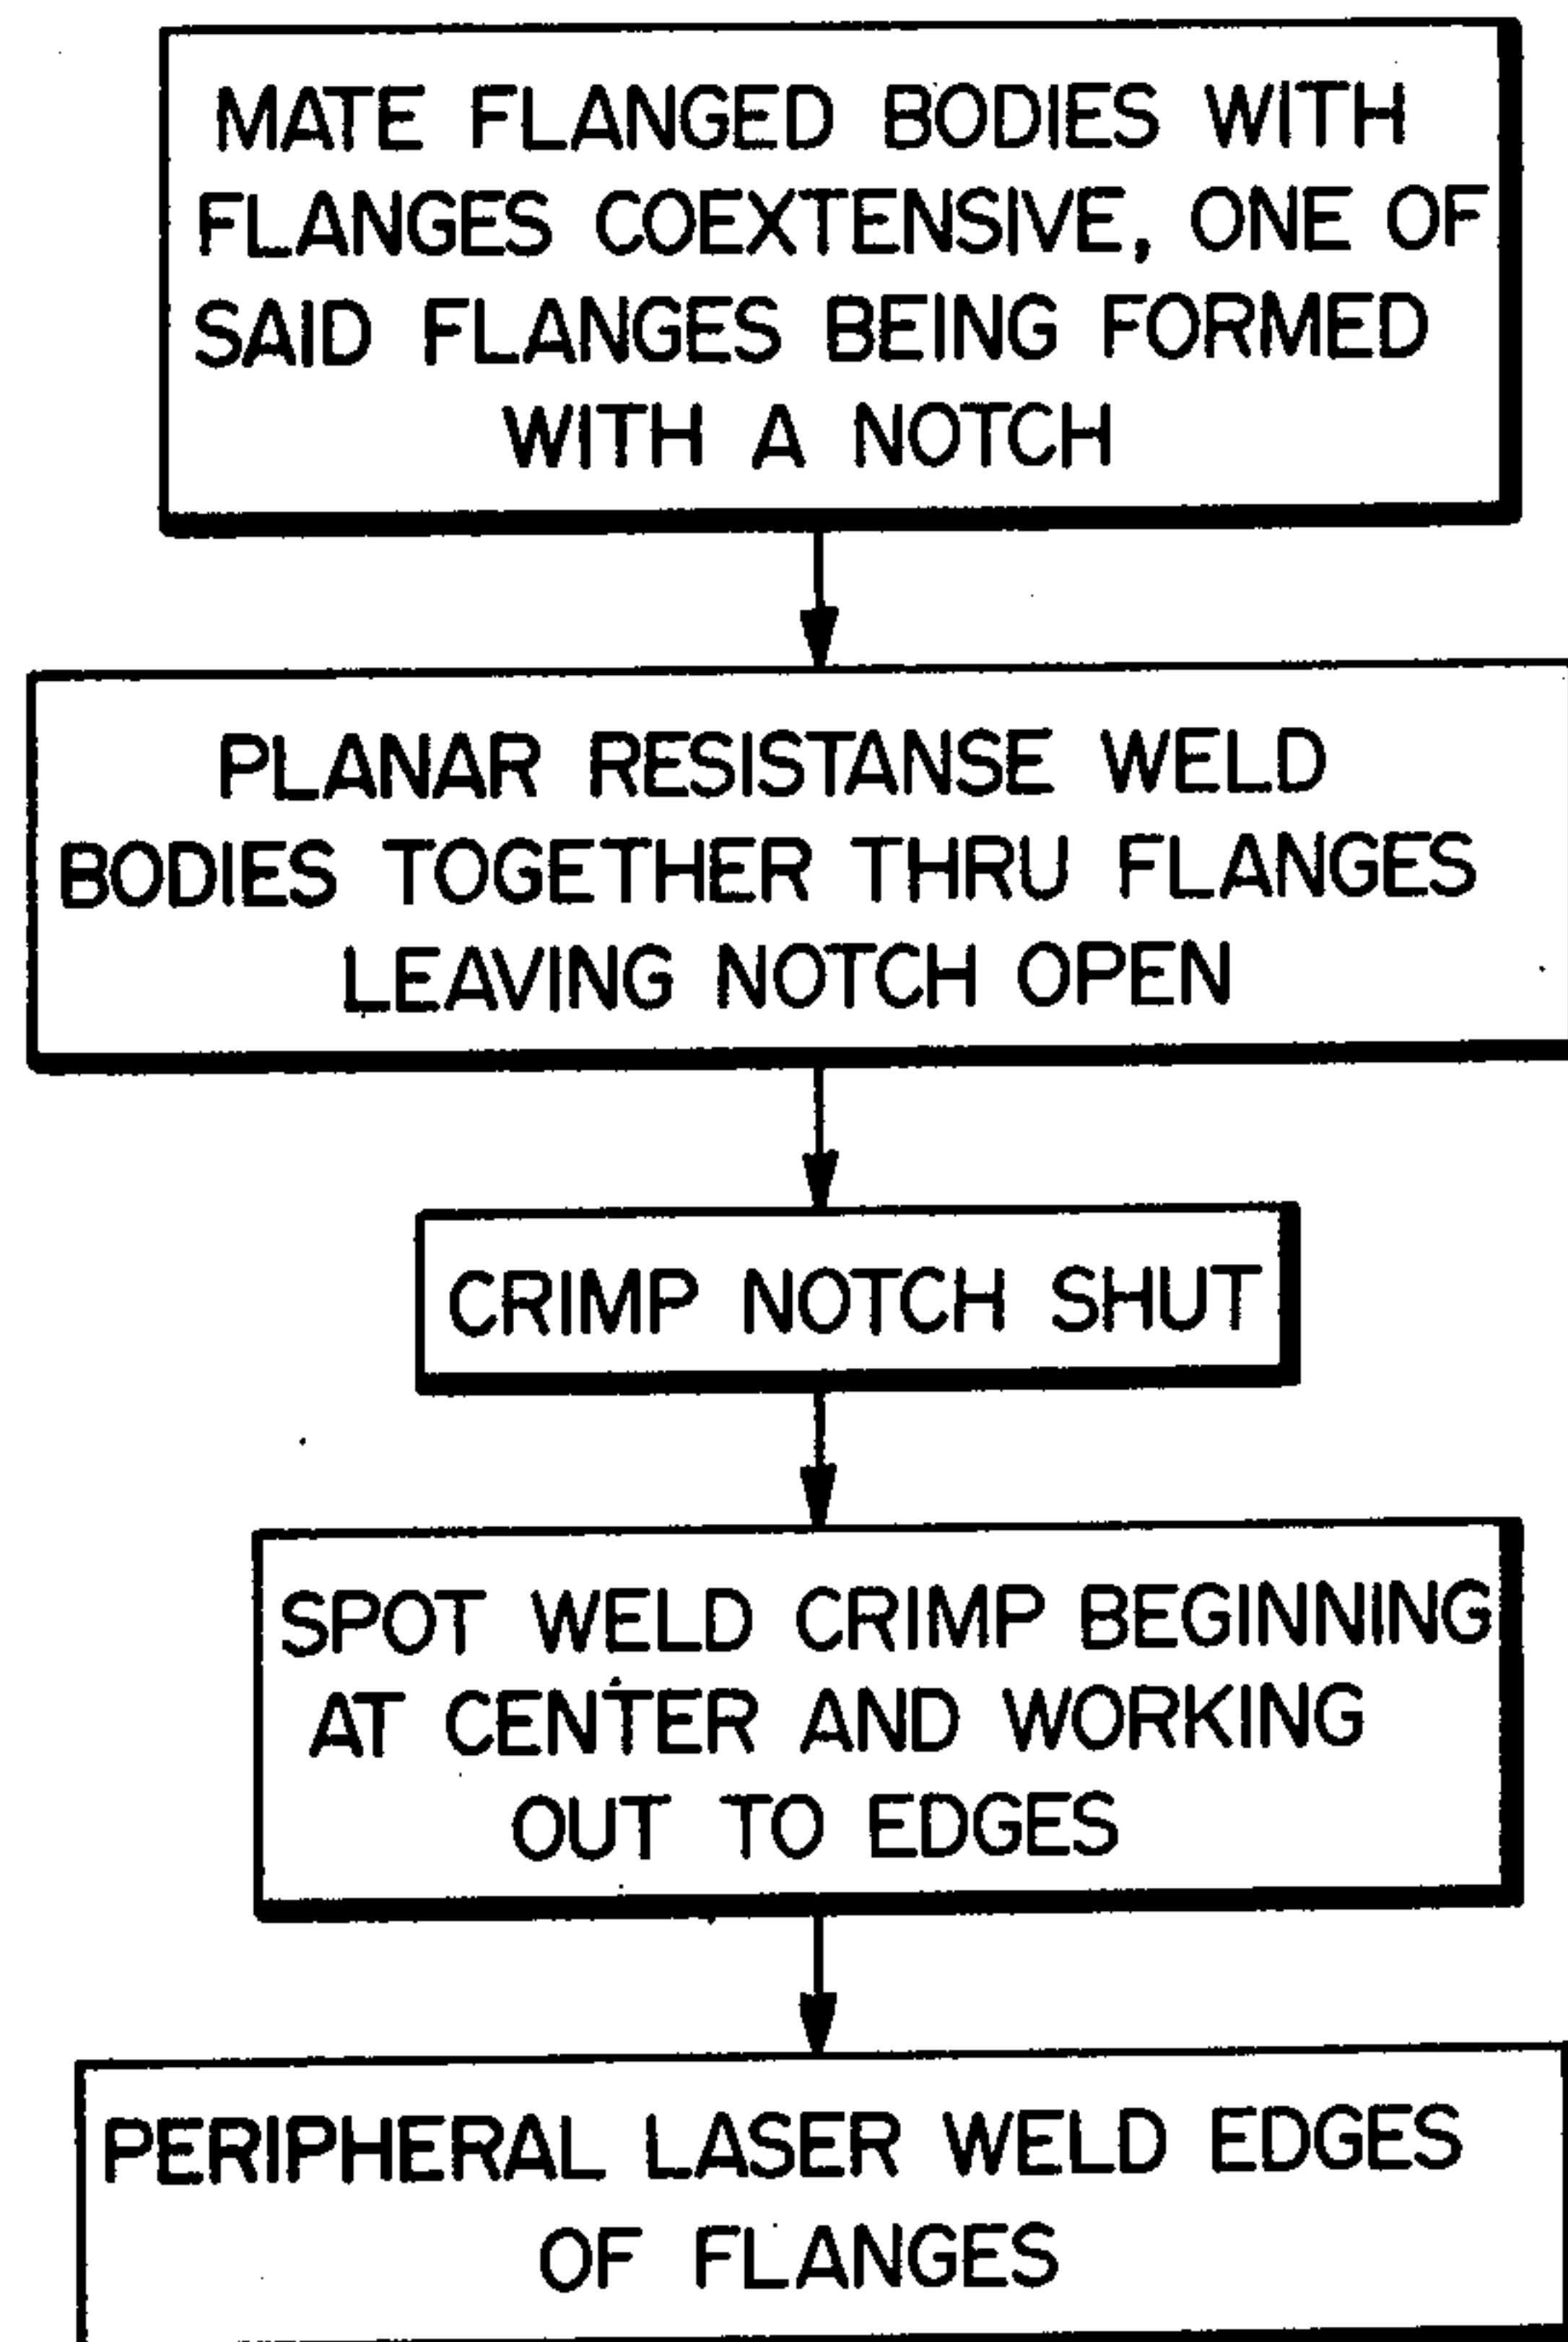 MATE FLANGED BODIES WITH
FLANGES COEXTENSIVE, ONE OF
SAID FLANGES BEING FORMED
WITH A NOTCH
PLANAR RESISTANSE WELD
BODIES TOGETHER THRU FLANGES
LEAVING NOTCH OPEN
CRIMP NOTCH SHUT
SPOT WELD CRIMP BEGINNING
AT CENTER AND WORKING
OUT TO EDGES
PERIPHERAL LASER WELD EDGES
OF FLANGES